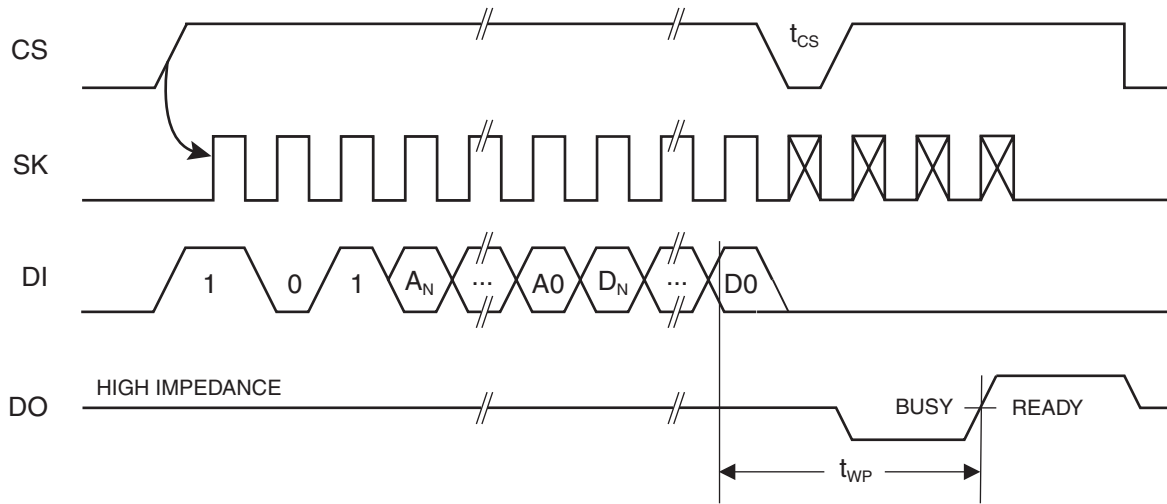 CS
t_CS
SK
DI 1 0 1 A_N ... A0 D_N ... D0
HIGH IMPEDANCE
DO
BUSY READY
t_WP